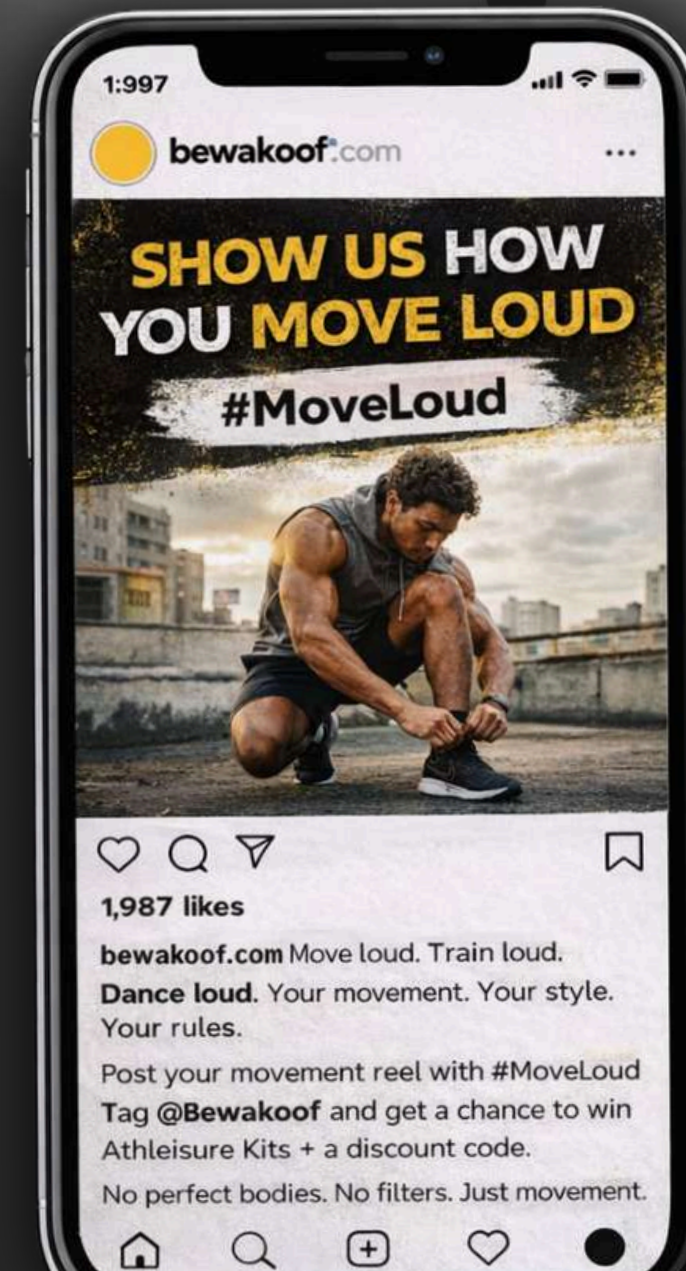 1:997
bewakoof.com
SHOW US HOW
YOU MOVE LOUD
#MoveLoud
1,987 likes
bewakoof.com Move loud. Train loud.
Dance loud. Your movement. Your style.
Your rules.
Post your movement reel with #MoveLoud
Tag @Bewakoof and get a chance to win
Athleisure Kits + a discount code.
No perfect bodies. No filters. Just movement.